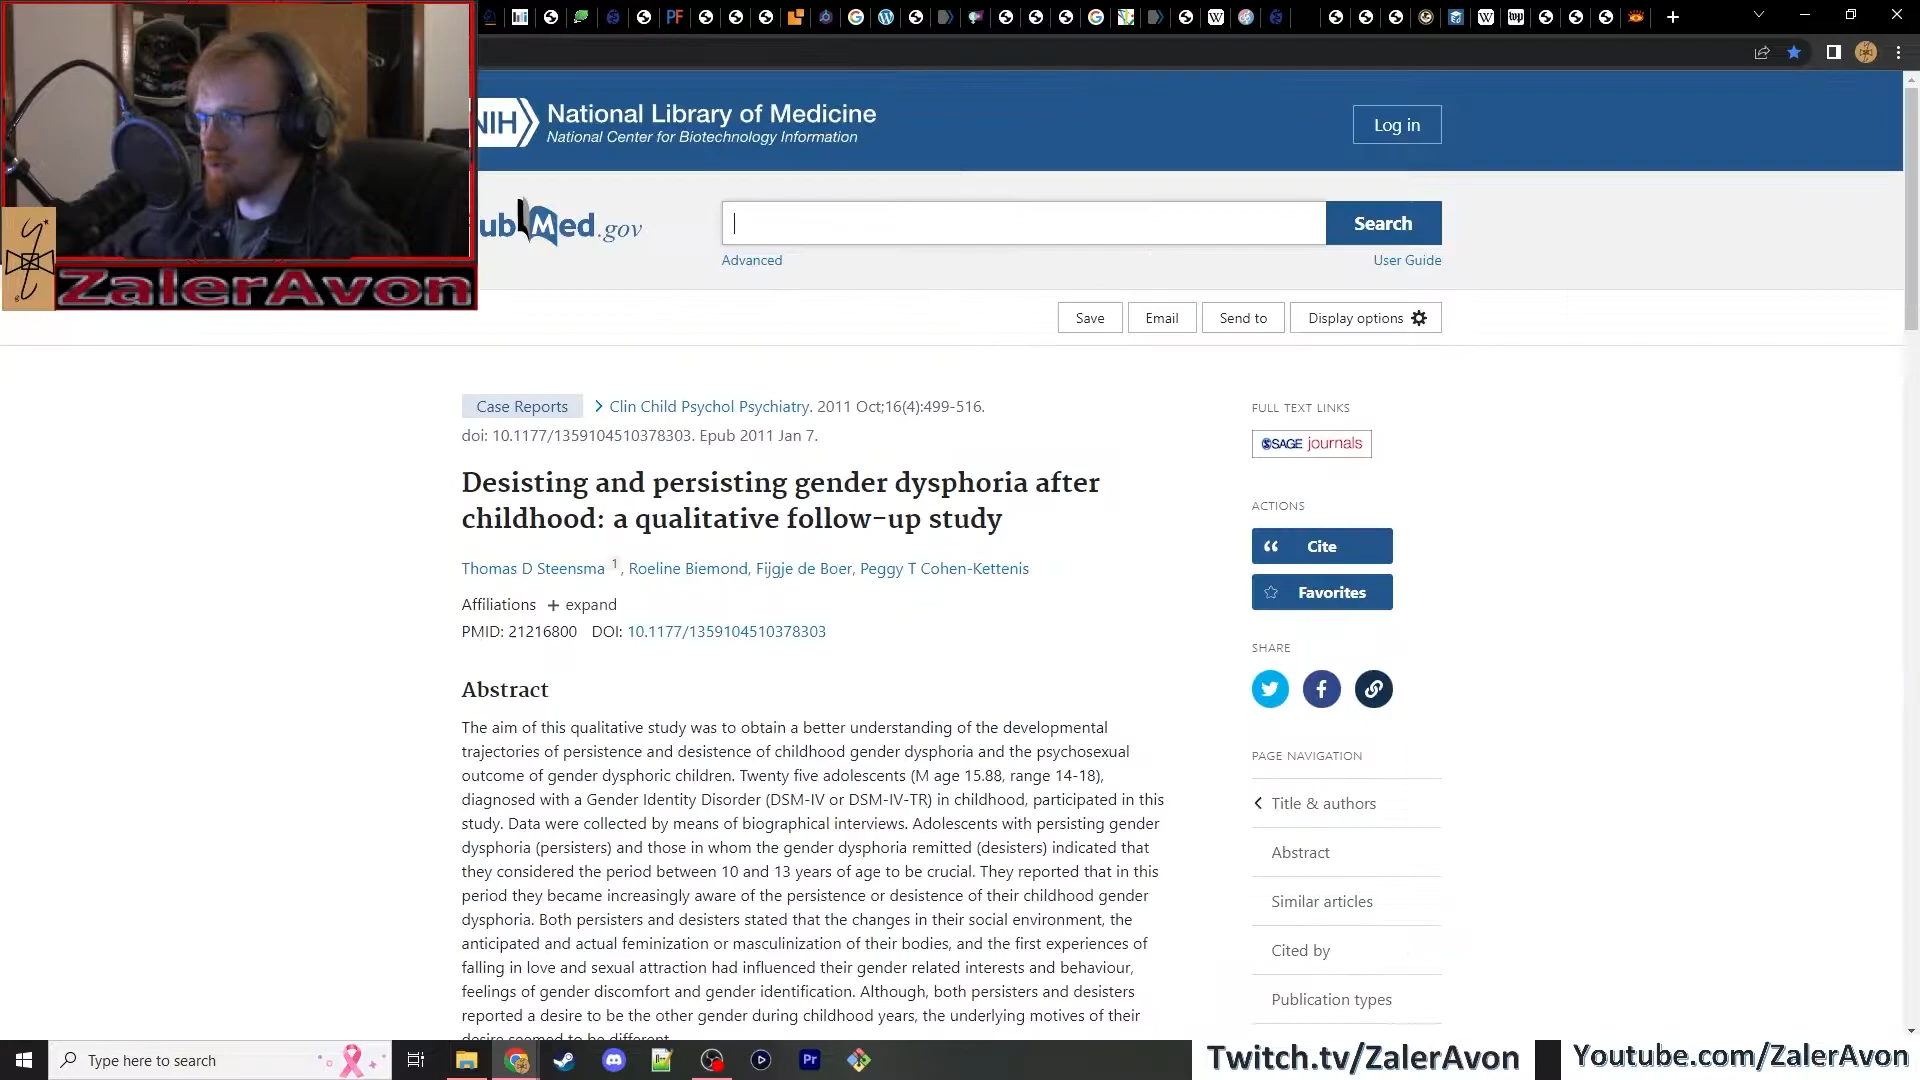 PF
W
W
wp
NIH
National Library of Medicine
National Center for Biotechnology Information
Log in
ubMed.gov
Search
Advanced
User Guide
ZalerAvon
Save
Email
Send to
Display options
Case Reports
Clin Child Psychol Psychiatry. 2011 Oct;16(4):499-516.
doi: 10.1177/1359104510378303. Epub 2011 Jan 7.
Desisting and persisting gender dysphoria after
childhood: a qualitative follow-up study
Thomas D Steensma 1, Roeline Biemond, Fijgje de Boer, Peggy T Cohen-Kettenis
Affiliations + expand
PMID: 21216800 DOI: 10.1177/1359104510378303
Abstract
The aim of this qualitative study was to obtain a better understanding of the developmental
trajectories of persistence and desistence of childhood gender dysphoria and the psychosexual
outcome of gender dysphoric children. Twenty five adolescents (M age 15.88, range 14-18),
diagnosed with a Gender Identity Disorder (DSM-IV or DSM-IV-TR) in childhood, participated in this
study. Data were collected by means of biographical interviews. Adolescents with persisting gender
dysphoria (persisters) and those in whom the gender dysphoria remitted (desisters) indicated that
they considered the period between 10 and 13 years of age to be crucial. They reported that in this
period they became increasingly aware of the persistence or desistence of their childhood gender
dysphoria. Both persisters and desisters stated that the changes in their social environment, the
anticipated and actual feminization or masculinization of their bodies, and the first experiences of
falling in love and sexual attraction had influenced their gender related interests and behaviour,
feelings of gender discomfort and gender identification. Although, both persisters and desisters
reported a desire to be the other gender during childhood years, the underlying motives of their
desire seemed to be different.
FULL TEXT LINKS
SAGE journals
ACTIONS
Cite
Favorites
SHARE
PAGE NAVIGATION
Title & authors
Abstract
Similar articles
Cited by
Publication types
Type here to search
Pr
Twitch.tv/ZalerAvon
Youtube.com/ZalerAvon